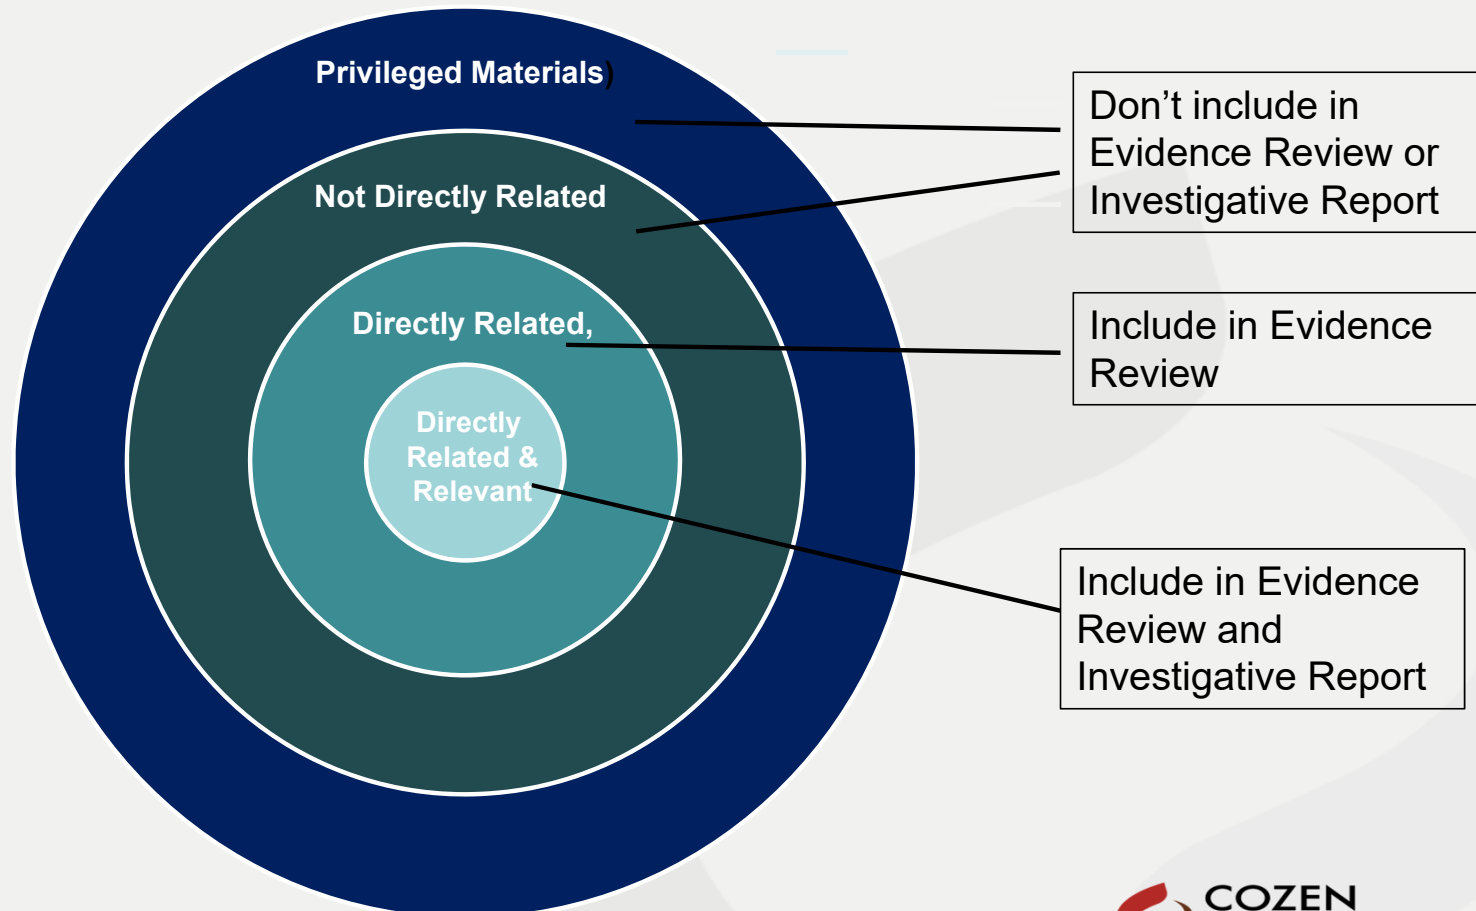 Privileged Materials)
Not Directly Related
Directly Related,
Directly
Related &
Relevant
Don’t include in
Evidence Review or
Investigative Report
Include in Evidence
Review
Include in Evidence
Review and
Investigative Report
COZEN